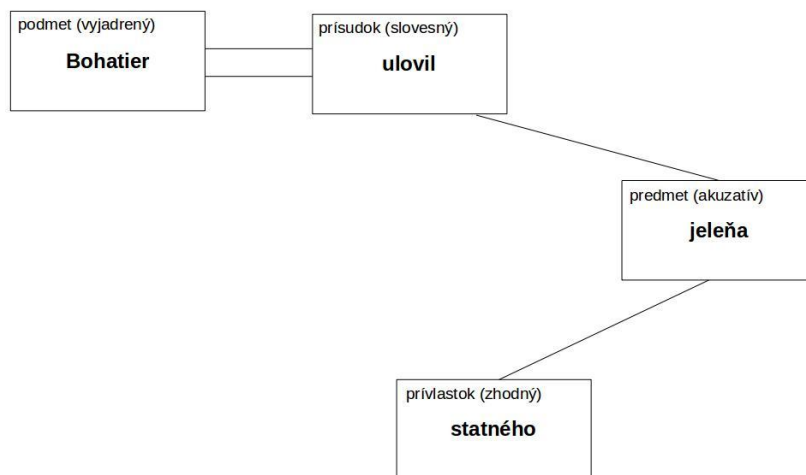 podmet (vyjadrený)
Bohatier
prísudok (slovesný)
ulovil
predmet (akuzatív)
jeleňa
prívlastok (zhodný)
statného